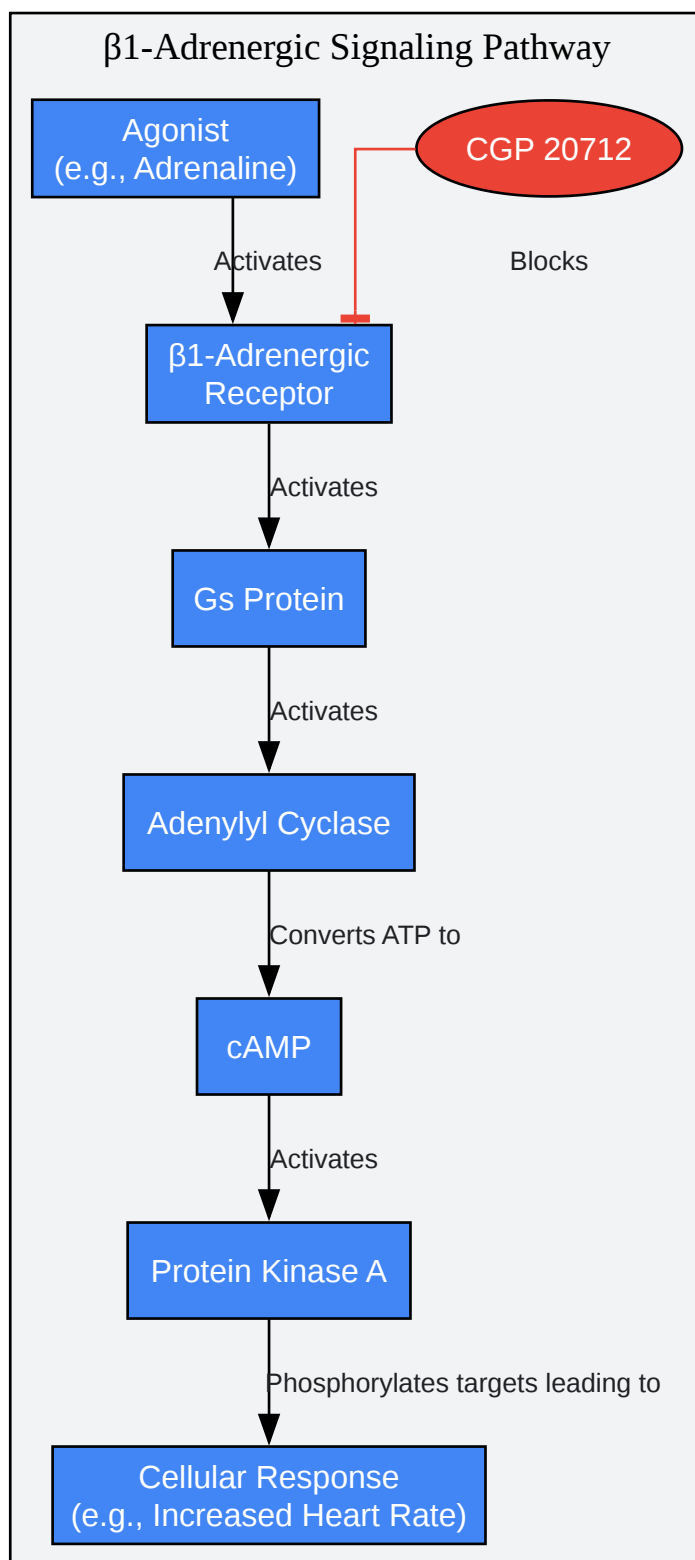 β1-Adrenergic Signaling Pathway
Agonist
(e.g., Adrenaline)
CGP 20712
Activates
Blocks
β1-Adrenergic
Receptor
Activates
Gs Protein
Activates
Adenylyl Cyclase
Converts ATP to
cAMP
Activates
Protein Kinase A
Phosphorylates targets leading to
Cellular Response
(e.g., Increased Heart Rate)